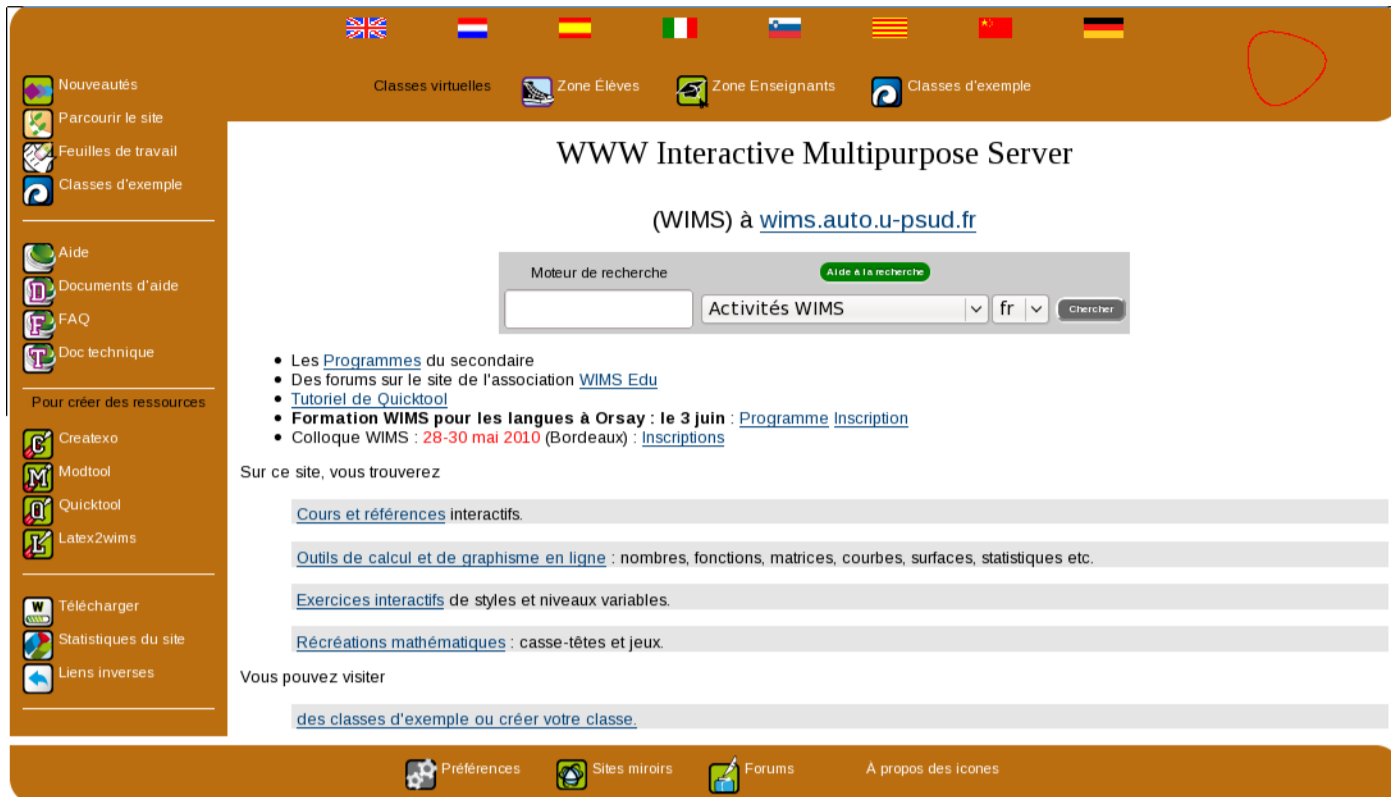 Classes virtuelles Zone Élèves Zone Enseignants Classes d'exemple
Nouveautés
Parcourir le site
Feuilles de travail
Classes d'exemple
Aide
Documents d'aide
FAQ
Doc technique
Pour créer des ressources
Createxo
Modtool
Quicktool
Latex2wims
Télécharger
Statistiques du site
Liens inverses
WWW Interactive Multipurpose Server
(WIMS) à wims.auto.u-psud.fr
Moteur de recherche Aide à la recherche
Activités WIMS fr Chercher
Les Programmes du secondaire
Des forums sur le site de l'association WIMS Edu
Tutoriel de Quicktool
Formation WIMS pour les langues à Orsay : le 3 juin : Programme Inscription
Colloque WIMS : 28-30 mai 2010 (Bordeaux) : Inscriptions
Sur ce site, vous trouverez
Cours et références interactifs.
Outils de calcul et de graphisme en ligne : nombres, fonctions, matrices, courbes, surfaces, statistiques etc.
Exercices interactifs de styles et niveaux variables.
Récréations mathématiques : casse-têtes et jeux.
Vous pouvez visiter
des classes d'exemple ou créer votre classe.
Préférences Sites miroirs Forums À propos des icones